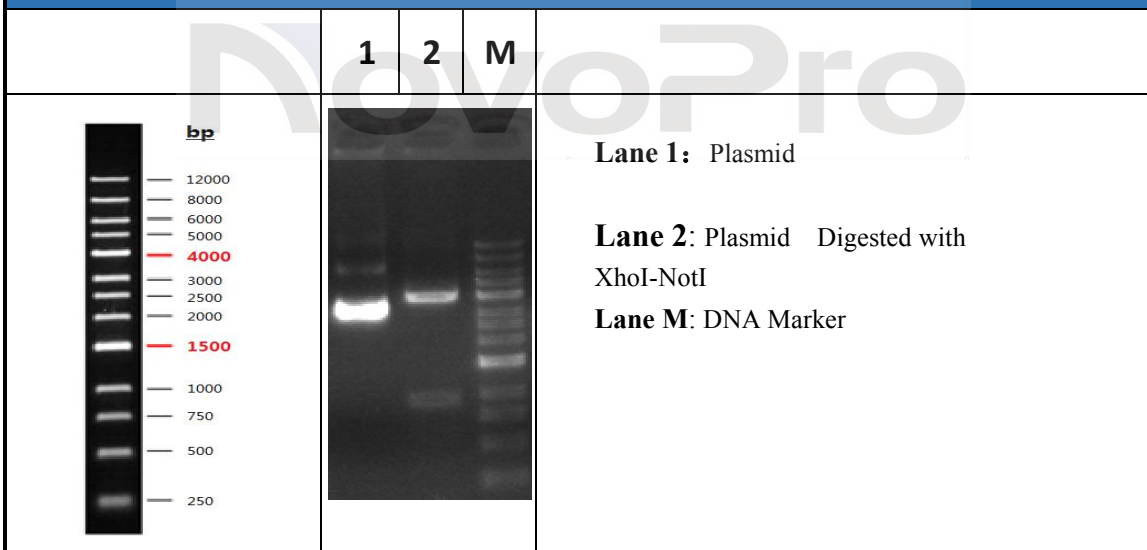 NovoPro
1 2 M
bp
12000
8000
6000
5000
4000
3000
2500
2000
1500
1000
750
500
250
Lane 1：Plasmid
Lane 2: Plasmid Digested with
XhoI-NotI
Lane M: DNA Marker